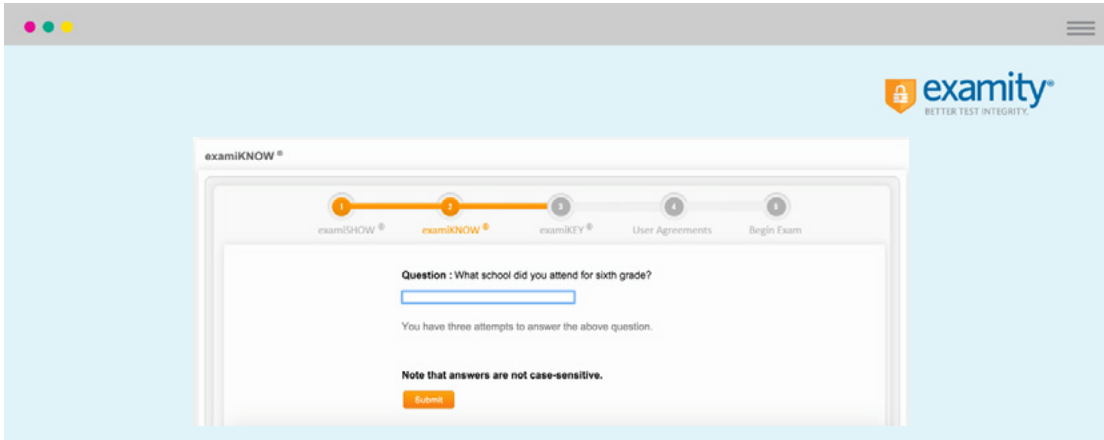 examity®
BETTER TEST INTEGRITY.
examiKNOW ®
1 2 3 4 5
examiSHOW ® examiKNOW ® examiKEY ® User Agreements Begin Exam
Question : What school did you attend for sixth grade?
You have three attempts to answer the above question.
Note that answers are not case-sensitive.
Submit